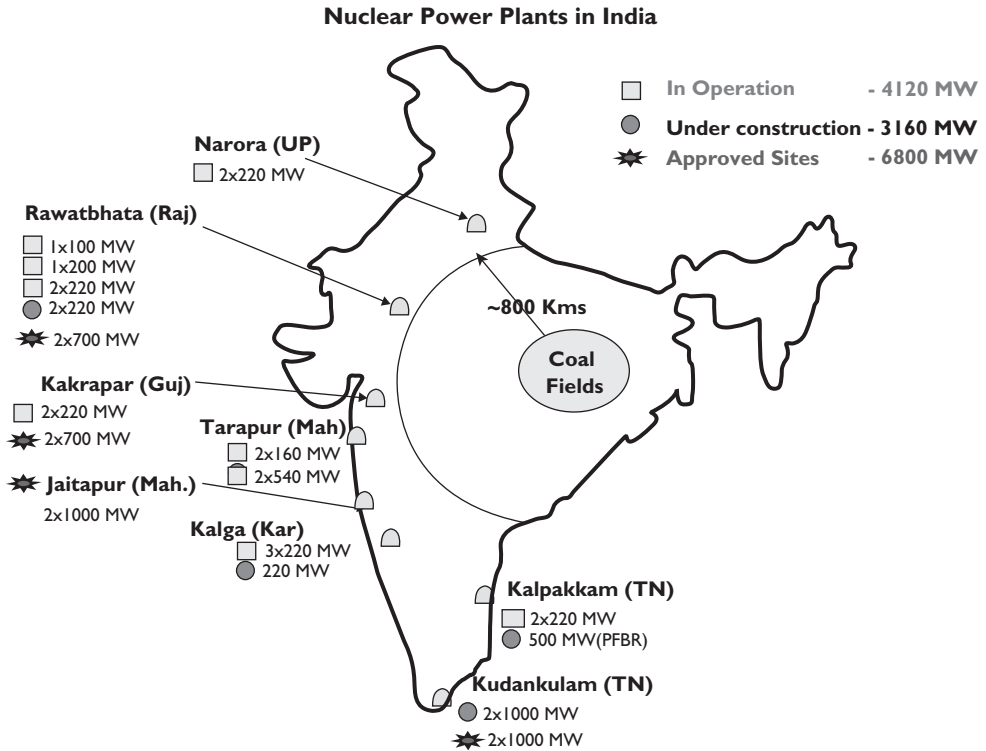 Nuclear Power Plants in India
In Operation - 4120 MW
Under construction - 3160 MW
Approved Sites - 6800 MW
Narora (UP)
2x220 MW
Rawatbhata (Raj)
1x100 MW
1x200 MW
2x220 MW
2x220 MW
2x700 MW
~800 Kms
Coal
Fields
Kakrapar (Guj)
2x220 MW
2x700 MW
Tarapur (Mah)
2x160 MW
2x540 MW
Jaitapur (Mah.)
2x1000 MW
Kalga (Kar)
3x220 MW
220 MW
Kalpakkam (TN)
2x220 MW
500 MW(PFBR)
Kudankulam (TN)
2x1000 MW
2x1000 MW